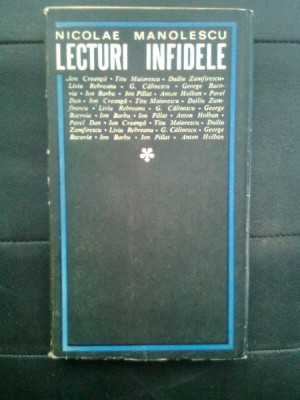 NICOLAE MANOLESCU
LECTURI INFIDELE
Ion Creangă • Titu Maiorescu • Duiliu Zamfirescu •
Liviu Rebreanu • G. Călinescu • George Baco-
via • Ion Barbu • Ion Pillat • Anton Holban • Pavel
Dan • Ion Creangă • Titu Maiorescu • Duiliu Zam-
firescu • Liviu Rebreanu • G. Călinescu • George
Bacovia • Ion Barbu • Ion Pillat • Anton Holban •
Pavel Dan • Ion Creangă • Titu Maiorescu • Duiliu
Zamfirescu • Liviu Rebreanu • G. Călinescu • George
Bacovia • Ion Barbu • Ion Pillat • Anton Holban